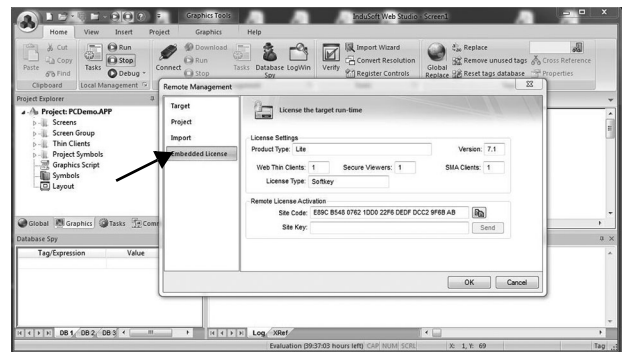 Graphics Tools
InduSoft Web Studio - Screen1
Home View Insert Project Graphics Help
Paste
Cut
Copy
Find
Clipboard
Tasks
Run
Stop
Debug
Local Management
Connect
Download
Run
Stop
Tasks
Database Spy
LogWin
Verify
Import Wizard
Convert Resolution
Register Controls
Global Replace
Replace
Remove unused tags
Reset tags database
Cross Reference
Properties
Project Explorer
Project: PCDemo.APP
Screens
Screen Group
Thin Clients
Project Symbols
Graphics Script
Symbols
Layout
Global Graphics Tasks Com
Database Spy
Tag/Expression Value
DB 1 DB 2 DB 3
Remote Management
Target
Project
Import
Embedded License
License the target run-time
License Settings
Product Type: Lite Version: 7.1
Web Thin Clients: 1 Secure Viewers: 1 SMA Clients: 1
License Type: Softkey
Remote License Activation
Site Code: E89C B548 0762 1DD0 22F6 DEDF DCC2 9F6B AB
Site Key: Send
OK Cancel
Log XRef
Evaluation (39:37:03 hours left) CAP NUM SCRL X: 1, Y: 69 Tag